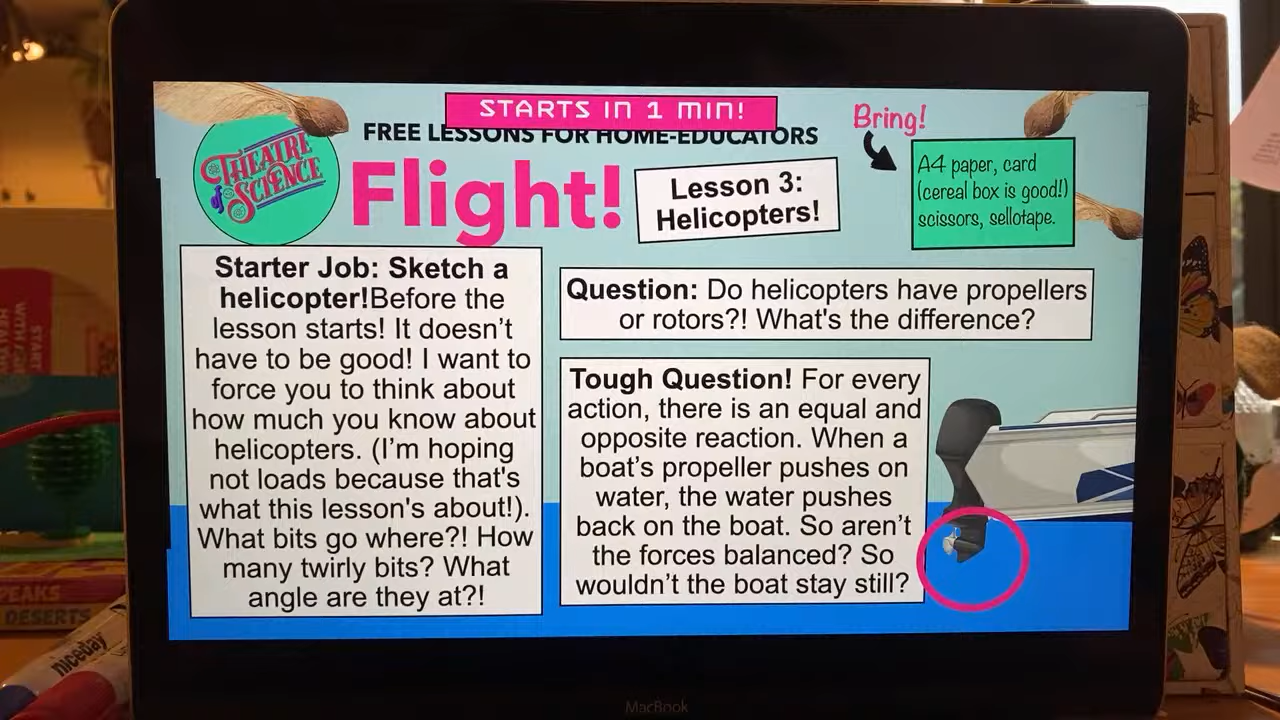 STARTS IN 1 MIN!
FREE LESSONS FOR HOME-EDUCATORS
THEATRE
of SCIENCE
Flight!
Lesson 3:
Helicopters!
Bring!
A4 paper, card
(cereal box is good!)
scissors, sellotape.
Starter Job: Sketch a
helicopter!Before the
lesson starts! It doesn't
have to be good! I want to
force you to think about
how much you know about
helicopters. (I'm hoping
not loads because that's
what this lesson's about!).
What bits go where?! How
many twirly bits? What
angle are they at?!
Question: Do helicopters have propellers
or rotors?! What's the difference?
Tough Question! For every
action, there is an equal and
opposite reaction. When a
boat's propeller pushes on
water, the water pushes
back on the boat. So aren't
the forces balanced? So
wouldn't the boat stay still?
MacBook
START
WITH
PEAKS
DESERTS
niceday